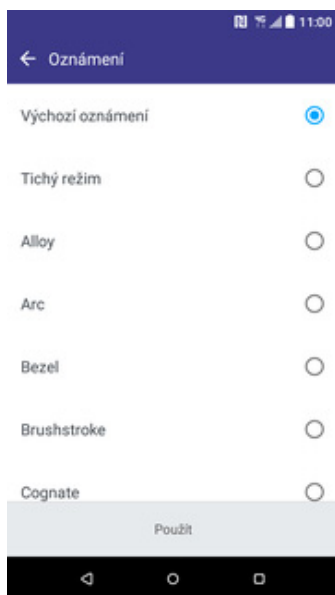 11:00
Oznámení
Výchozí oznámení
Tichý režim
Alloy
Arc
Bezel
Brushstroke
Cognate
Použít